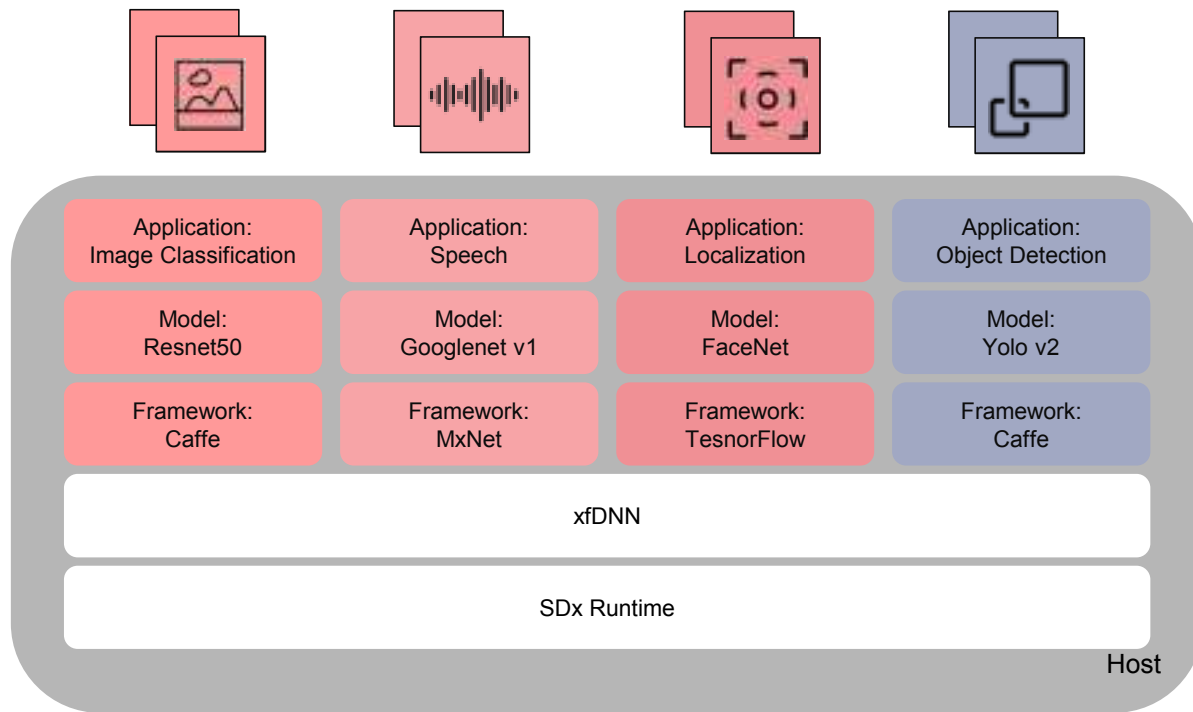 Application:
Image Classification
Application:
Speech
Application:
Localization
Application:
Object Detection
Model:
Resnet50
Model:
Googlenet v1
Model:
FaceNet
Model:
Yolo v2
Framework:
Caffe
Framework:
MxNet
Framework:
TesnorFlow
Framework:
Caffe
xfDNN
SDx Runtime
Host